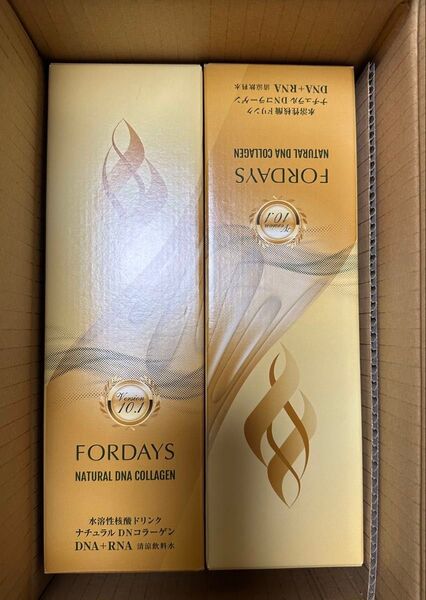 Version
10.1
FORDAYS
NATURAL DNA COLLAGEN
水溶性核酸ドリンク
ナチュラル DNコラーゲン
DNA+RNA 清涼飲料水
Version
10.1
FORDAYS
NATURAL DNA COLLAGEN
水溶性核酸ドリンク
ナチュラル DNコラーゲン
DNA+RNA 清涼飲料水